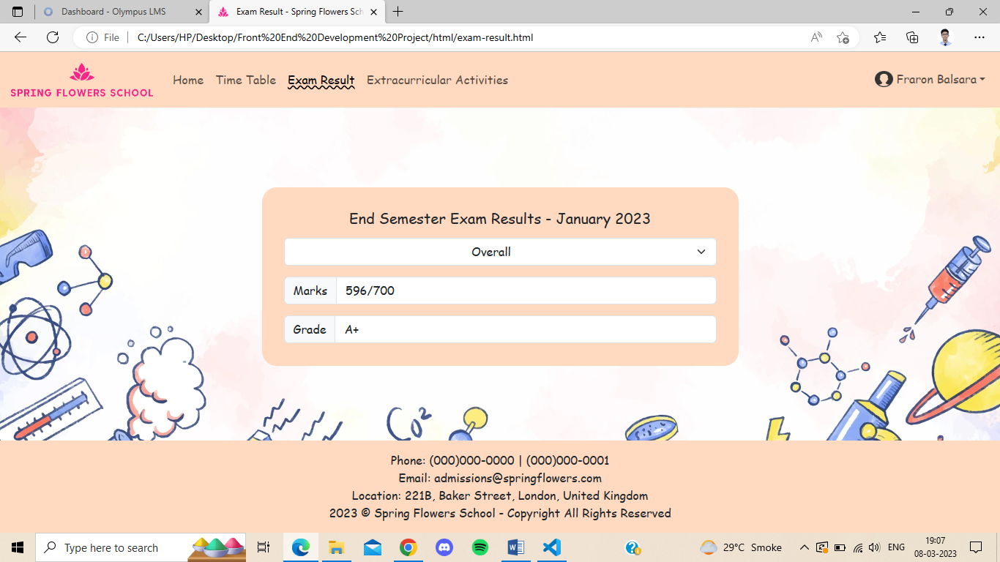 Dashboard - Olympus LMS
Exam Result - Spring Flowers Sch
File
C:/Users/HP/Desktop/Front%20End%20Development%20Project/html/exam-result.html
SPRING FLOWERS SCHOOL
Home
Time Table
Exam Result
Extracurricular Activities
Fraron Balsara
End Semester Exam Results - January 2023
Overall
Marks 596/700
Grade A+
CO²
Phone: (000)000-0000 | (000)000-0001
Email: admissions@springflowers.com
Location: 221B, Baker Street, London, United Kingdom
2023 © Spring Flowers School - Copyright All Rights Reserved
Type here to search
29°C Smoke
ENG
19:07
08-03-2023